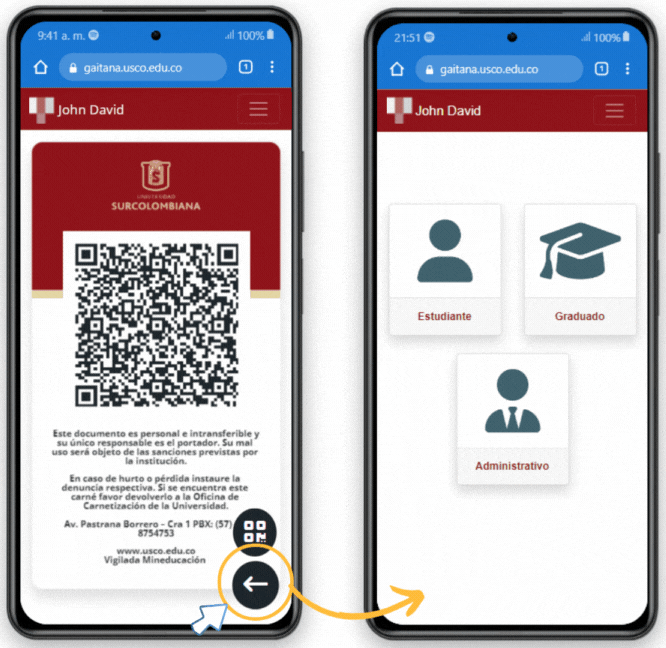 9:41 a. m.
100%
gaitana.usco.edu.co
1
John David
UNIVERSIDAD
SURCOLOMBIANA
Este documento es personal e intransferible y
su único responsable es el portador. Su mal
uso será objeto de las sanciones previstas por
la institución.
En caso de hurto o pérdida instaure la
denuncia respectiva. Si se encuentra este
carné favor devolverlo a la Oficina de
Carnetización de la Universidad.
Av. Pastrana Borrero - Cra 1 PBX: (57)
8754753
www.usco.edu.co
Vigilada Mineducación
21:51
100%
gaitana.usco.edu.co
1
John David
Estudiante
Graduado
Administrativo